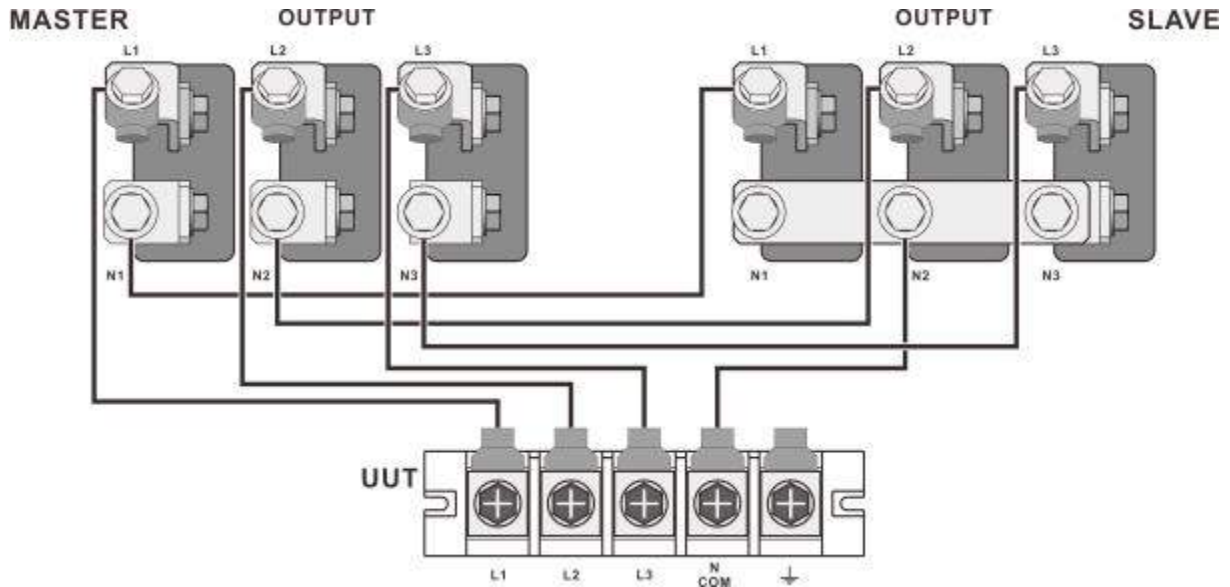 MASTER OUTPUT OUTPUT SLAVE
L1 L2 L3 L1 L2 L3
N1 N2 N3 N1 N2 N3
UUT
L1 L2 L3 N COM